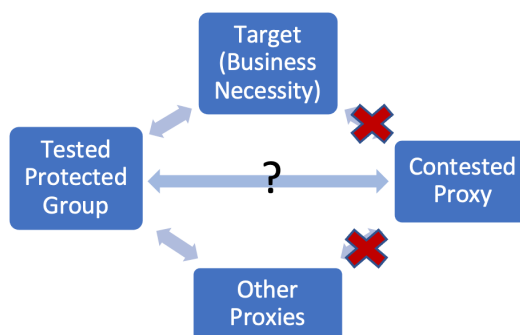 Target
(Business
Necessity)
Tested
Protected
Group
?
Contested
Proxy
Other
Proxies